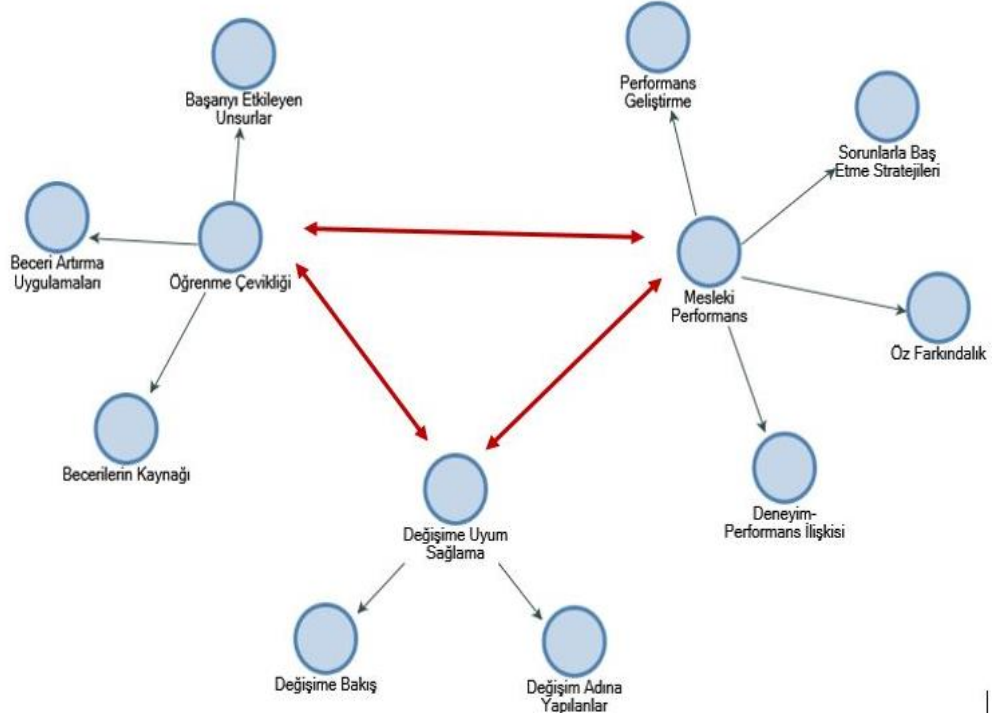 Başarıyı Etkileyen
Unsurlar
Performans
Geliştirme
Sorunlarla Baş
Etme Stratejileri
Beceri Artırma
Uygulamaları
Öğrenme Çevikliği
Mesleki
Performans
Öz Farkındalık
Becerilerin Kaynağı
Deneyim-
Performans İlişkisi
Değişime Uyum
Sağlama
Değişime Bakış
Değişim Adına
Yapılanlar